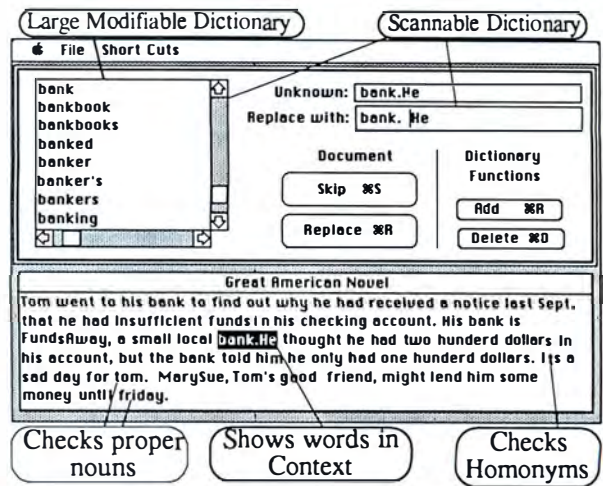 Large Modifiable Dictionary
Scannable Dictionary
File Short Cuts
bank
bankbook
bankbooks
banked
banker
banker's
bankers
banking
Unknown: bank.He
Replace with: bank. He
Document
Skip ⌘S
Replace ⌘R
Dictionary
Functions
Add ⌘A
Delete ⌘D
Great American Novel
Tom went to his bank to find out why he had received a notice last Sept.
that he had insufficient funds in his checking account. His bank is
FundsAway, a small local bank.He thought he had two hunderd dollars in
his account, but the bank told him he only had one hunderd dollars. Its a
sad day for tom. MarySue, Tom's good friend, might lend him some
money until friday.
Checks proper
nouns
Shows words in
Context
Checks
Homonyms